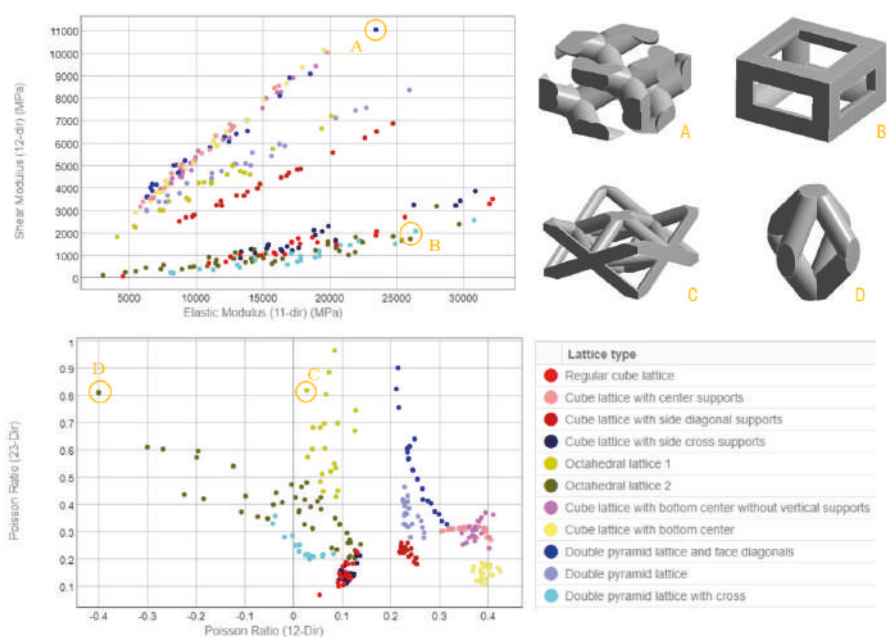 11000
10000
9000
8000
7000
6000
5000
4000
3000
2000
1000
0
Shear Modulus (12-dir) (MPa)
A
B
5000 10000 15000 20000 25000 30000
Elastic Modulus (11-dir) (MPa)
A
B
C
D
1
0.9
0.8
0.7
0.6
0.5
0.4
0.3
0.2
0.1
Poisson Ratio (23-Dir)
D
C
-0.4 -0.3 -0.2 -0.1 0 0.1 0.2 0.3 0.4
Poisson Ratio (12-Dir)
Lattice type
Regular cube lattice
Cube lattice with center supports
Cube lattice with side diagonal supports
Cube lattice with side cross supports
Octahedral lattice 1
Octahedral lattice 2
Cube lattice with bottom center without vertical supports
Cube lattice with bottom center
Double pyramid lattice and face diagonals
Double pyramid lattice
Double pyramid lattice with cross